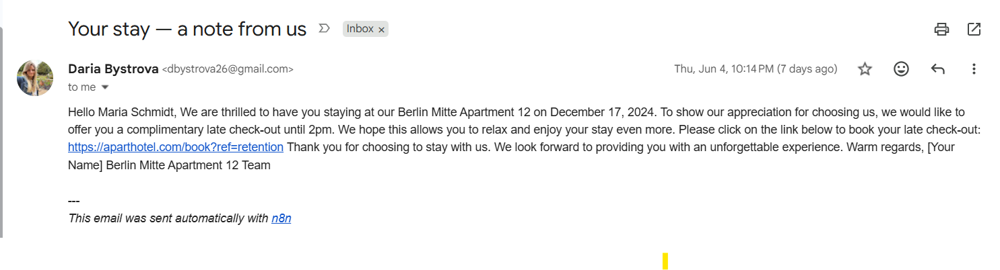 Your stay — a note from us
Inbox ×
Daria Bystrova <dbystrova26@gmail.com>
Thu, Jun 4, 10:14 PM (7 days ago)
to me
Hello Maria Schmidt, We are thrilled to have you staying at our Berlin Mitte Apartment 12 on December 17, 2024. To show our appreciation for choosing us, we would like to
offer you a complimentary late check-out until 2pm. We hope this allows you to relax and enjoy your stay even more. Please click on the link below to book your late check-out:
https://aparthotel.com/book?ref=retention Thank you for choosing to stay with us. We look forward to providing you with an unforgettable experience. Warm regards, [Your
Name] Berlin Mitte Apartment 12 Team
---
This email was sent automatically with n8n